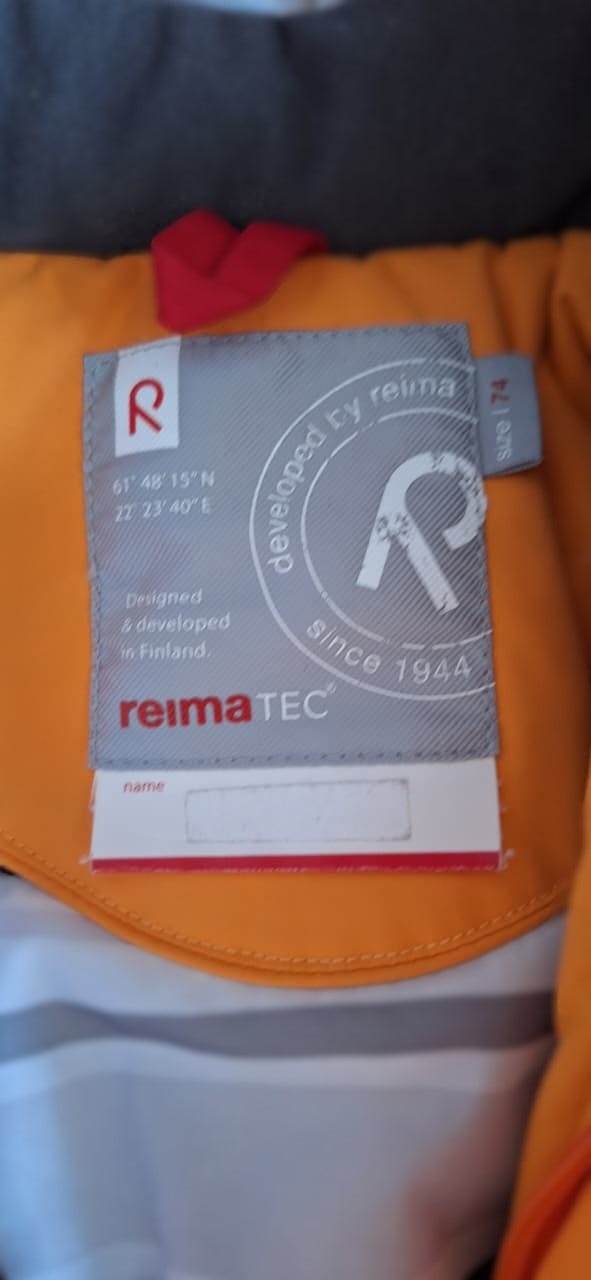 developed by reima
since 1944
size | 74
61° 48' 15" N
22° 23' 40" E
Designed
& developed
in Finland.
reimaTEC®
name